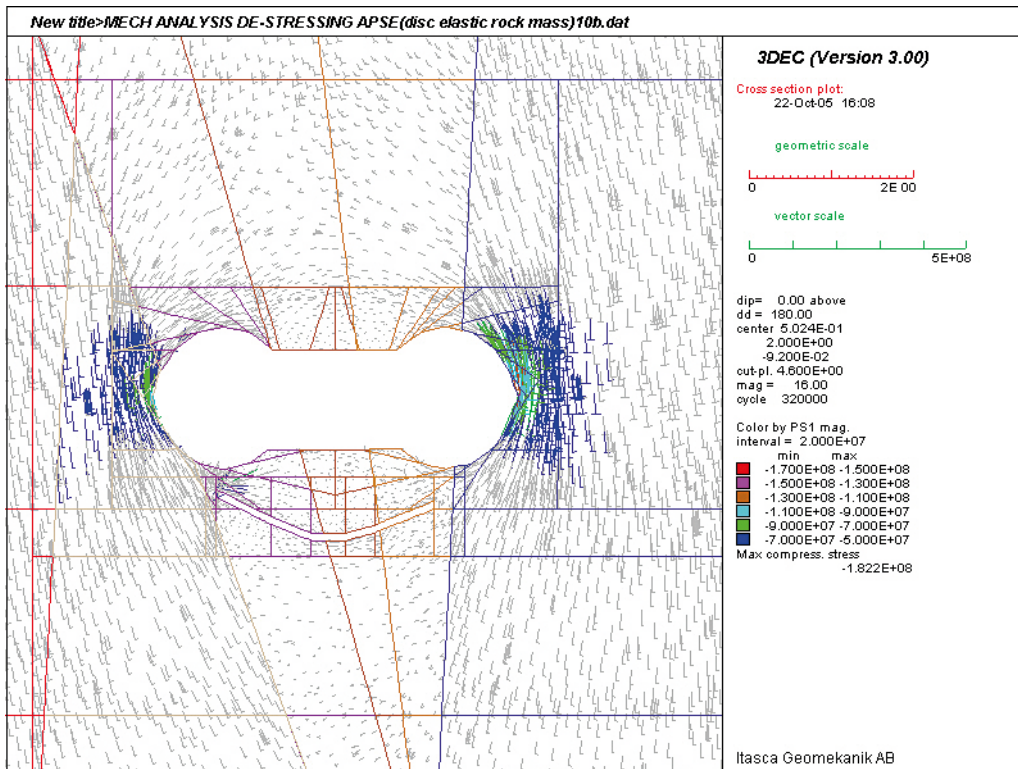 New title>MECH ANALYSIS DE-STRESSING APSE(disc elastic rock mass)10b.dat
3DEC (Version 3.00)
Cross section plot:
22-Oct-05 16:08
geometric scale
0 2E 00
vector scale
0 5E+08
dip= 0.00 above
dd = 180.00
center 5.024E-01
2.000E+00
-9.200E-02
cut-pl. 4.600E+00
mag = 16.00
cycle 320000
Color by PS1 mag.
interval = 2.000E+07
min max
-1.700E+08 -1.500E+08
-1.500E+08 -1.300E+08
-1.300E+08 -1.100E+08
-1.100E+08 -9.000E+07
-9.000E+07 -7.000E+07
-7.000E+07 -5.000E+07
Max compress. stress
-1.822E+08
Itasca Geomekanik AB